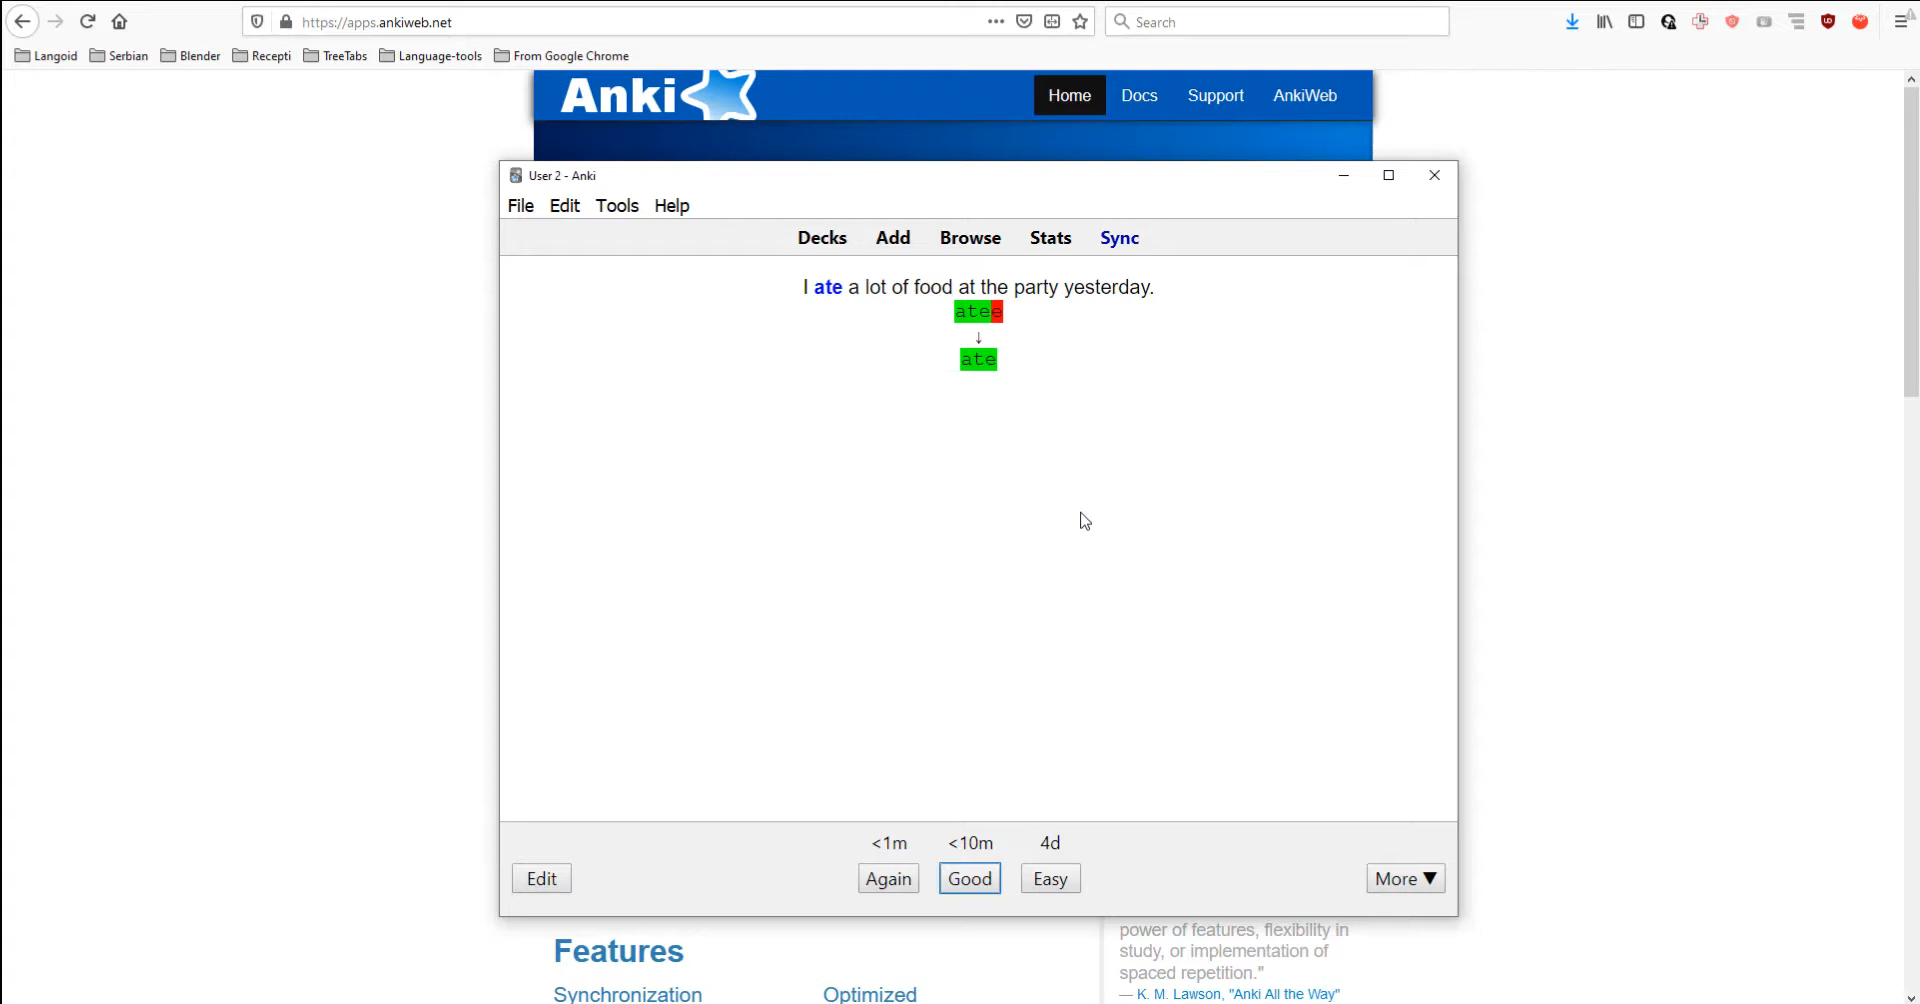 https://apps.ankiweb.net
Search
Langoid Serbian Blender Recepti TreeTabs Language-tools From Google Chrome
Anki Home Docs Support AnkiWeb
User 2 - Anki
File Edit Tools Help
Decks Add Browse Stats Sync
I ate a lot of food at the party yesterday.
atee
↓
ate
<1m <10m 4d
Edit Again Good Easy More ▼
Features
Synchronization Optimized
power of features, flexibility in
study, or implementation of
spaced repetition."
— K. M. Lawson, "Anki All the Way"